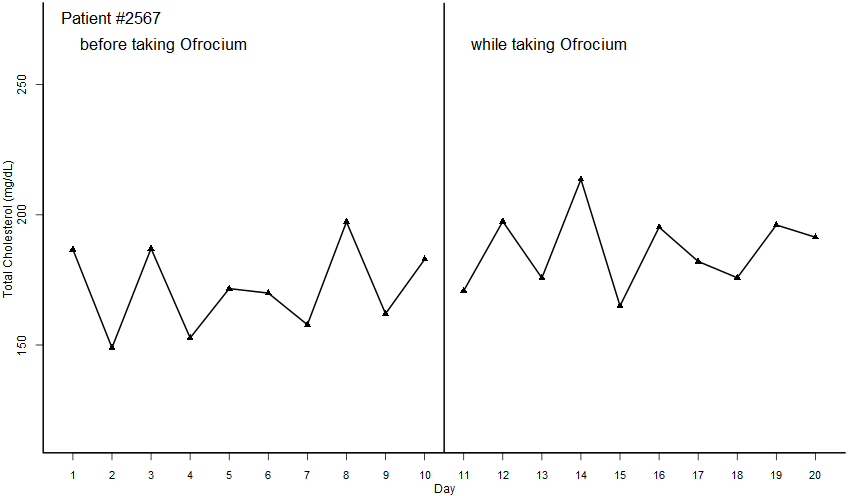 Patient #2567
before taking Ofrocium
while taking Ofrocium
Total Cholesterol (mg/dL)
250
200
150
1 2 3 4 5 6 7 8 9 10 11 12 13 14 15 16 17 18 19 20
Day